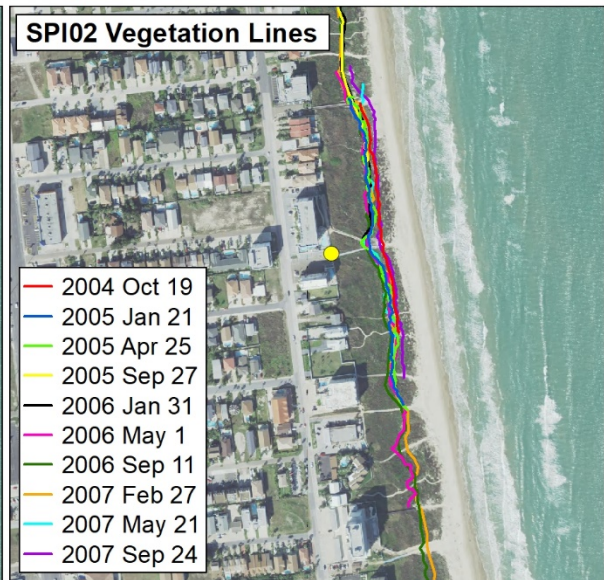 SPI02 Vegetation Lines
2004 Oct 19
2005 Jan 21
2005 Apr 25
2005 Sep 27
2006 Jan 31
2006 May 1
2006 Sep 11
2007 Feb 27
2007 May 21
2007 Sep 24